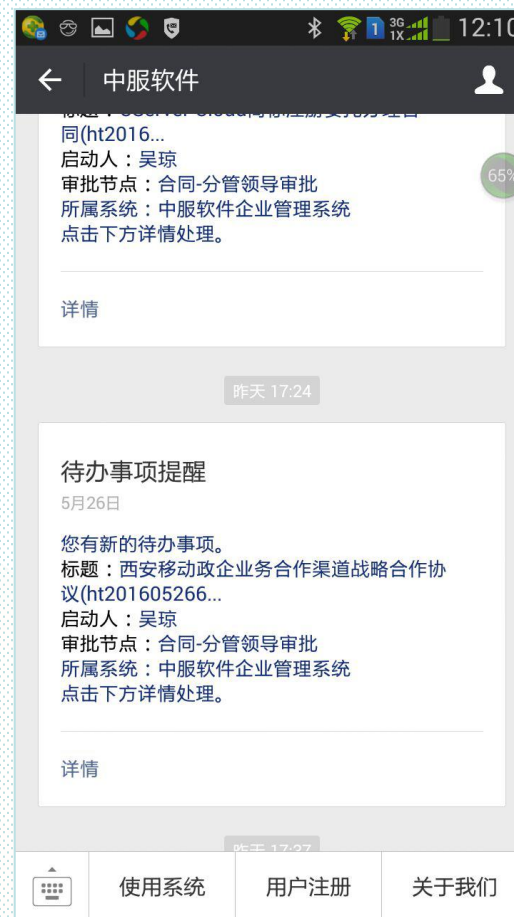 3G
1X
1
12:10
中服软件
同(ht2016...
启动人：吴琼
审批节点：合同-分管领导审批
所属系统：中服软件企业管理系统
点击下方详情处理。
65%
详情
昨天 17:24
待办事项提醒
5月26日
您有新的待办事项。
标题：西安移动政企业务合作渠道战略合作协
议(ht201605266...
启动人：吴琼
审批节点：合同-分管领导审批
所属系统：中服软件企业管理系统
点击下方详情处理。
详情
昨天 17:37
使用系统
用户注册
关于我们